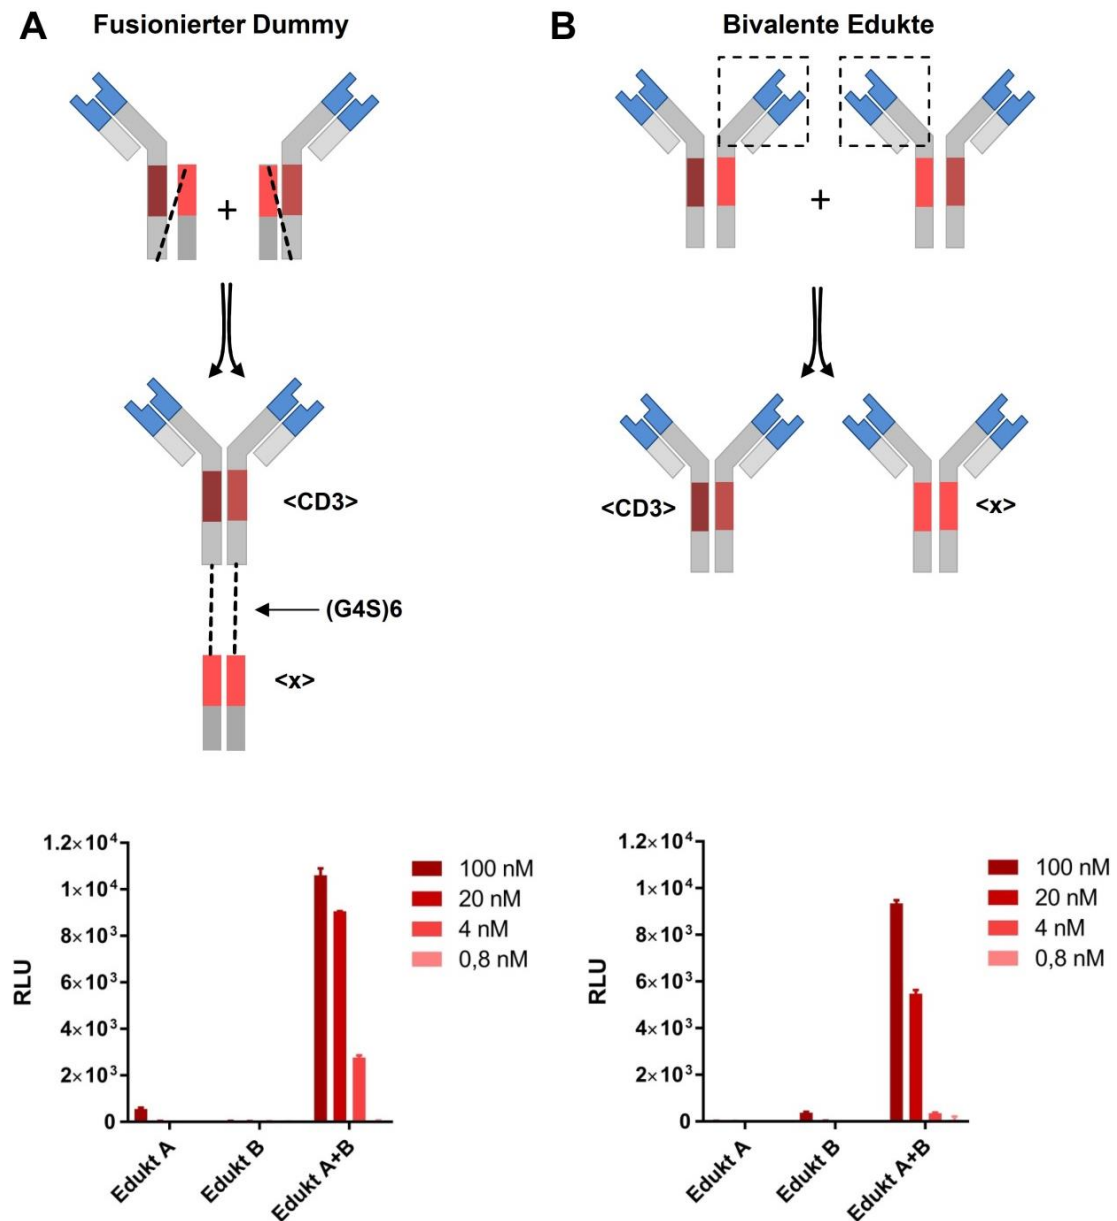 A Fusionierter Dummy
+
<CD3>
(G4S)6
<x>
1.2×10⁴
1×10⁴
8×10³
6×10³
4×10³
2×10³
0
RLU
Edukt A
Edukt B
Edukt A+B
100 nM
20 nM
4 nM
0,8 nM
B Bivalente Edukte
+
<CD3>
<x>
1.2×10⁴
1×10⁴
8×10³
6×10³
4×10³
2×10³
0
RLU
Edukt A
Edukt B
Edukt A+B
100 nM
20 nM
4 nM
0,8 nM